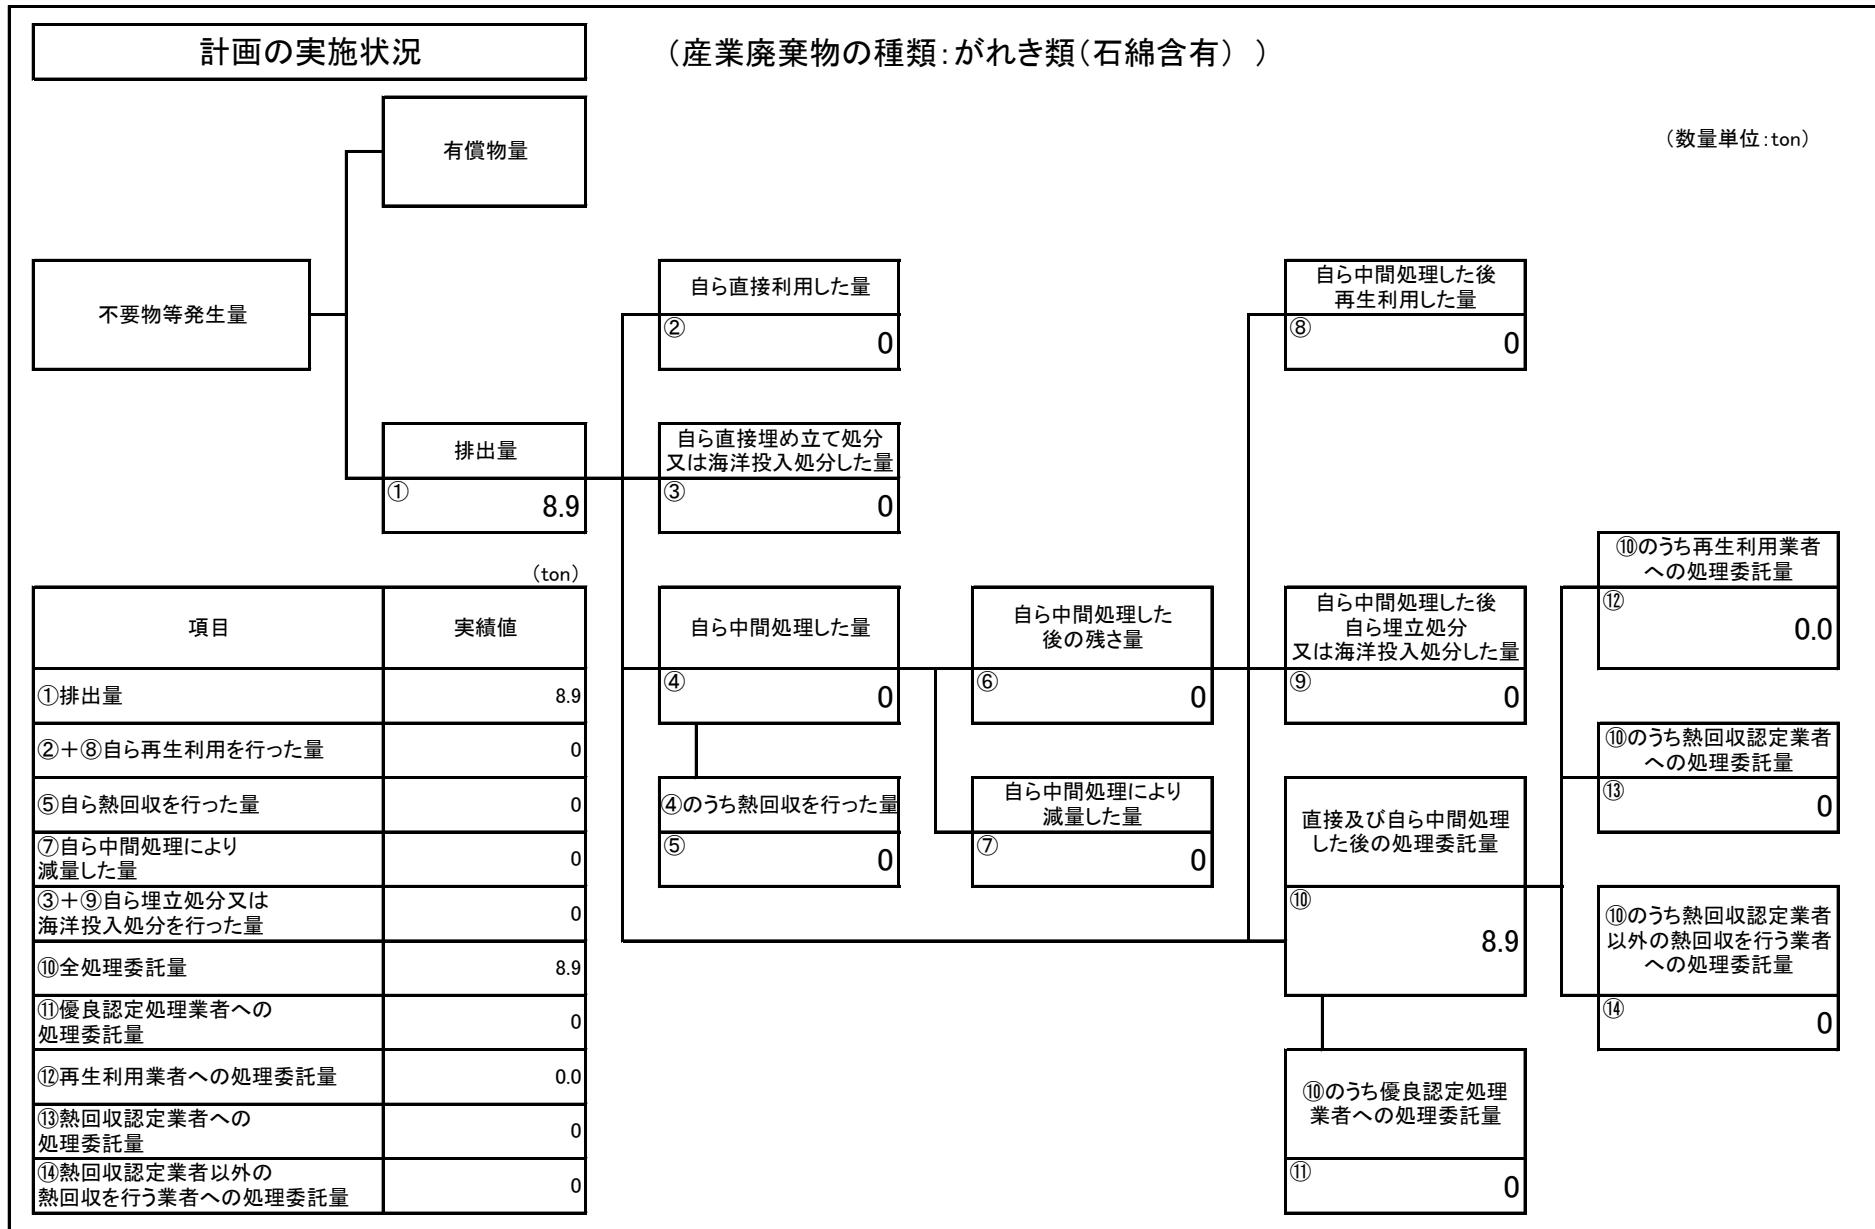 計画の実施状況
（産業廃棄物の種類：がれき類（石綿含有））
（数量単位：ton）
有償物量
不要物等発生量
排出量
①
8.9
自ら直接利用した量
②
0
自ら直接埋め立て処分
又は海洋投入処分した量
③
0
自ら中間処理した量
④
0
④のうち熱回収を行った量
⑤
0
自ら中間処理した
後の残さ量
⑥
0
自ら中間処理により
減量した量
⑦
0
自ら中間処理した後
再生利用した量
⑧
0
自ら中間処理した後
自ら埋立処分
又は海洋投入処分した量
⑨
0
直接及び自ら中間処理
した後の処理委託量
⑩
8.9
⑩のうち優良認定処理
業者への処理委託量
⑪
0
⑩のうち再生利用業者
への処理委託量
⑫
0.0
⑩のうち熱回収認定業者
への処理委託量
⑬
0
⑩のうち熱回収認定業者
以外の熱回収を行う業者
への処理委託量
⑭
0
（ton）
項目 実績値
①排出量 8.9
②＋⑧自ら再生利用を行った量 0
⑤自ら熱回収を行った量 0
⑦自ら中間処理により
減量した量 0
③＋⑨自ら埋立処分又は
海洋投入処分を行った量 0
⑩全処理委託量 8.9
⑪優良認定処理業者への
処理委託量 0
⑫再生利用業者への処理委託量 0.0
⑬熱回収認定業者への
処理委託量 0
⑭熱回収認定業者以外の
熱回収を行う業者への処理委託量 0